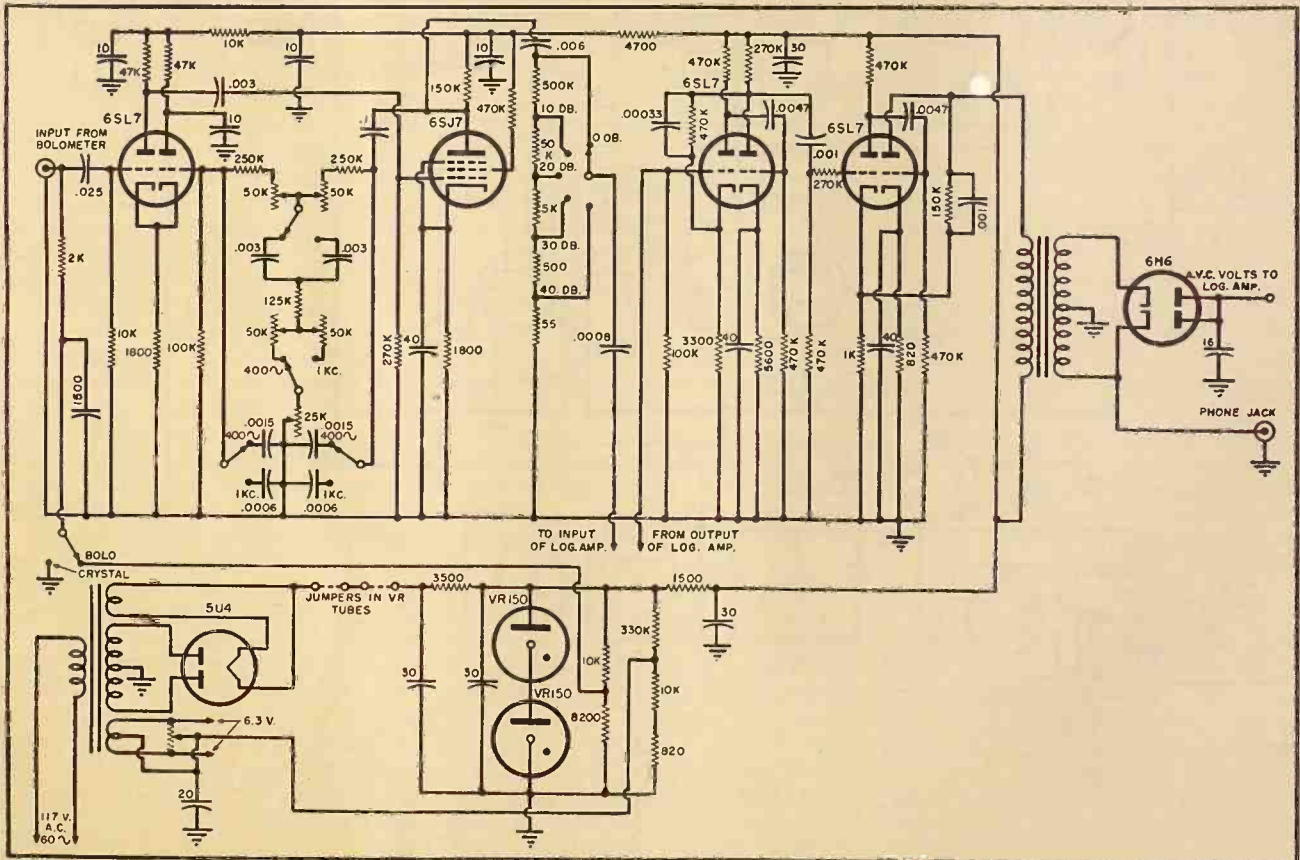 10
47K
47K
10K
10
.003
10
6SL7
INPUT FROM
BOLOMETER
.025
2K
1500
10K
1800
100K
250K
250K
50K
50K
.003
.003
125K
50K
50K
400~
1KC.
25K
.0015
.0015
400~
400~
1KC.
1KC.
.0006
.0006
.1
150K
10
470K
6SJ7
270K
40
1800
.006
500K
10 DB.
0 DB.
50
K
20 DB.
5K
30 DB.
500
40 DB.
55
.0008
TO INPUT
OF LOG. AMP.
FROM OUTPUT
OF LOG. AMP.
4700
470K
270K
30
6SL7
.00033
470K
.0047
.001
270K
100K
3300
40
5600
470K
470K
470K
6SL7
.0047
150K
.001
1K
40
820
470K
6H6
A.V.C. VOLTS TO
LOG. AMP.
16
PHONE JACK
BOLO
CRYSTAL
5U4
JUMPERS IN VR
TUBES
3500
VR150
VR150
30
30
10K
8200
330K
10K
820
1500
30
6.3 V.
20
117 V.
A.C.
60~